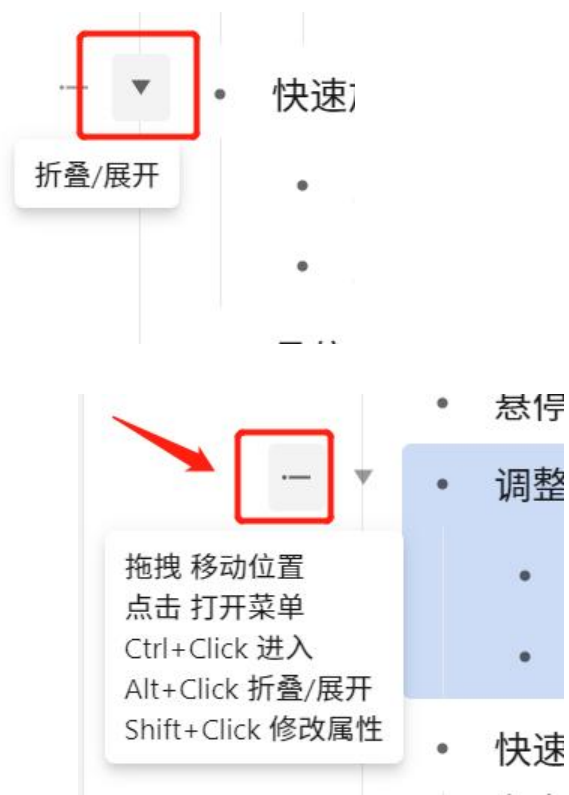 快速
折叠/展开
悬停
调整
拖拽 移动位置
点击 打开菜单
Ctrl+Click 进入
Alt+Click 折叠/展开
Shift+Click 修改属性
快速